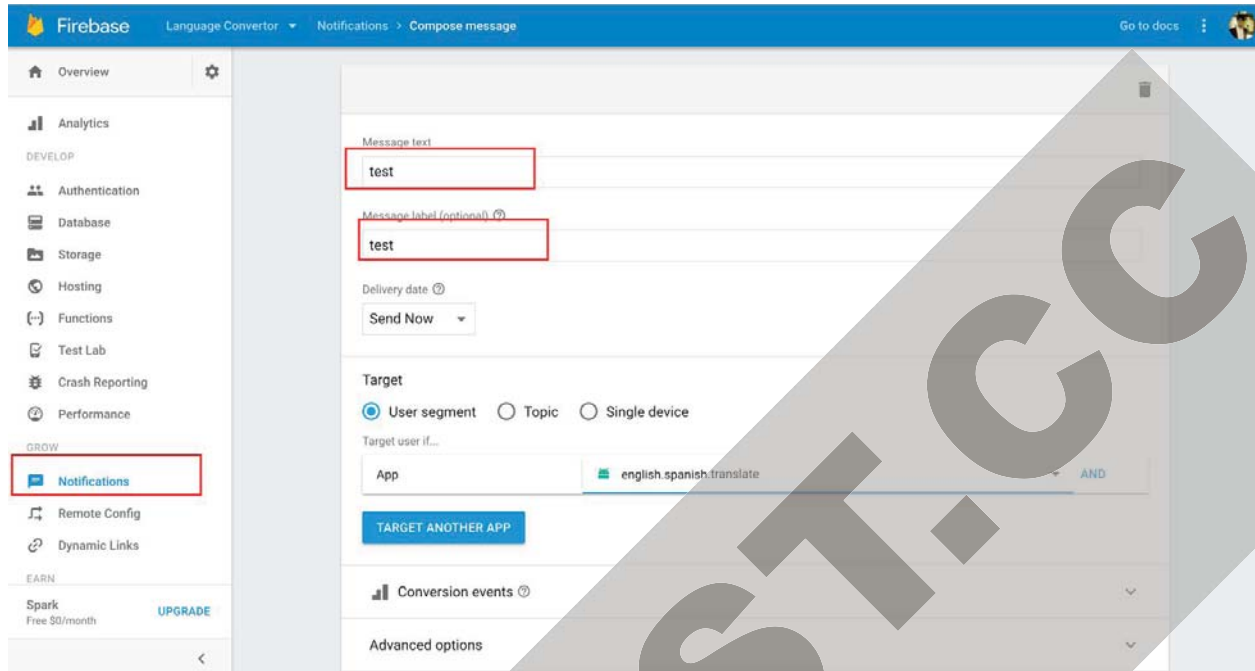 Firebase Language Convertor Notifications > Compose message Go to docs
Overview
Analytics
DEVELOP
Authentication
Database
Storage
Hosting
Functions
Test Lab
Crash Reporting
Performance
GROW
Notifications
Remote Config
Dynamic Links
EARN
Spark
Free $0/month
UPGRADE
Message text
test
Message label (optional)
test
Delivery date
Send Now
Target
User segment Topic Single device
Target user if...
App english.spanish.translate AND
TARGET ANOTHER APP
Conversion events
Advanced options
ST.CC